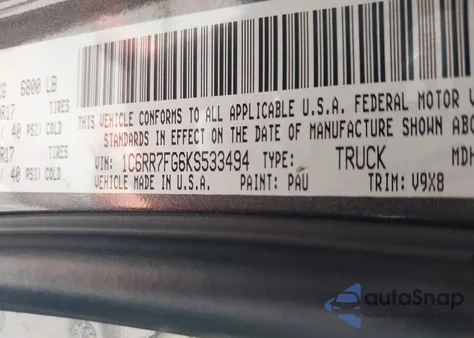 6800 LB
R17 TIRES
40 PSI) COLD
R17 TIRES
40 PSI) COLD
THIS VEHICLE CONFORMS TO ALL APPLICABLE U.S.A. FEDERAL MOTOR
STANDARDS IN EFFECT ON THE DATE OF MANUFACTURE SHOWN ABO
VIN: 1C6RR7FG6KS533494 TYPE: TRUCK MDH
VEHICLE MADE IN U.S.A. PAINT: PAU TRIM: V9X8
autoSnap